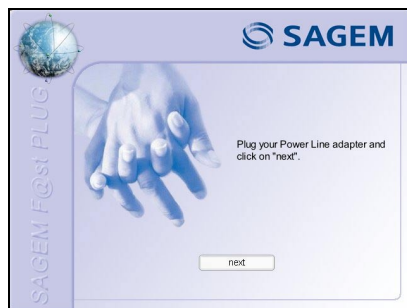 SAGEM
SAGEM F@st PLUG
Plug your Power Line adapter and
click on "next".
next